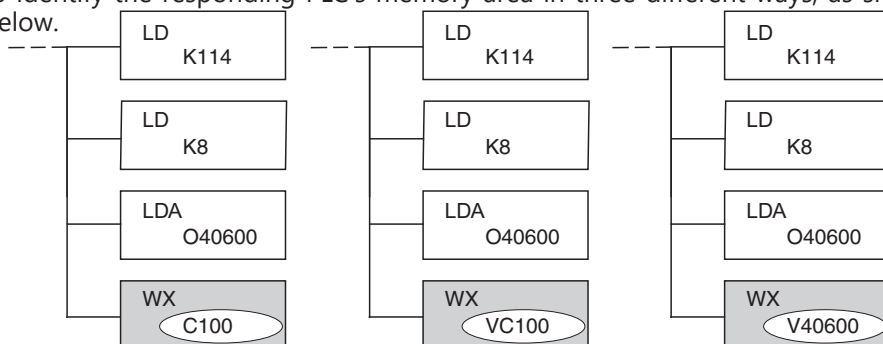 identify the responding PLC's memory area in three different ways, as
elow.
LD
K114
LD
K8
LDA
O40600
WX
C100
LD
K114
LD
K8
LDA
O40600
WX
VC100
LD
K114
LD
K8
LDA
O40600
WX
V40600